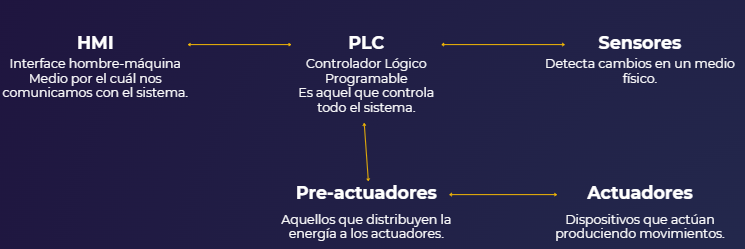 HMI
Interface hombre-máquina
Medio por el cuál nos
comunicamos con el sistema.
PLC
Controlador Lógico
Programable
Es aquel que controla
todo el sistema.
Sensores
Detecta cambios en un medio
físico.
Pre-actuadores
Aquellos que distribuyen la
energía a los actuadores.
Actuadores
Dispositivos que actúan
produciendo movimientos.